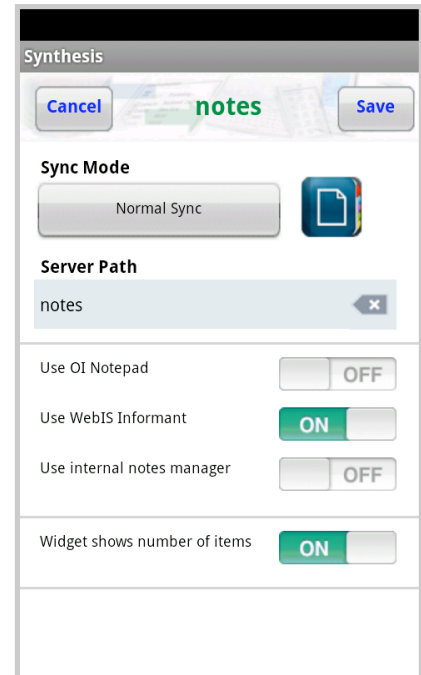 Synthesis
Cancel notes Save
Sync Mode
Normal Sync
Server Path
notes
Use OI Notepad OFF
Use WebIS Informant ON
Use internal notes manager OFF
Widget shows number of items ON